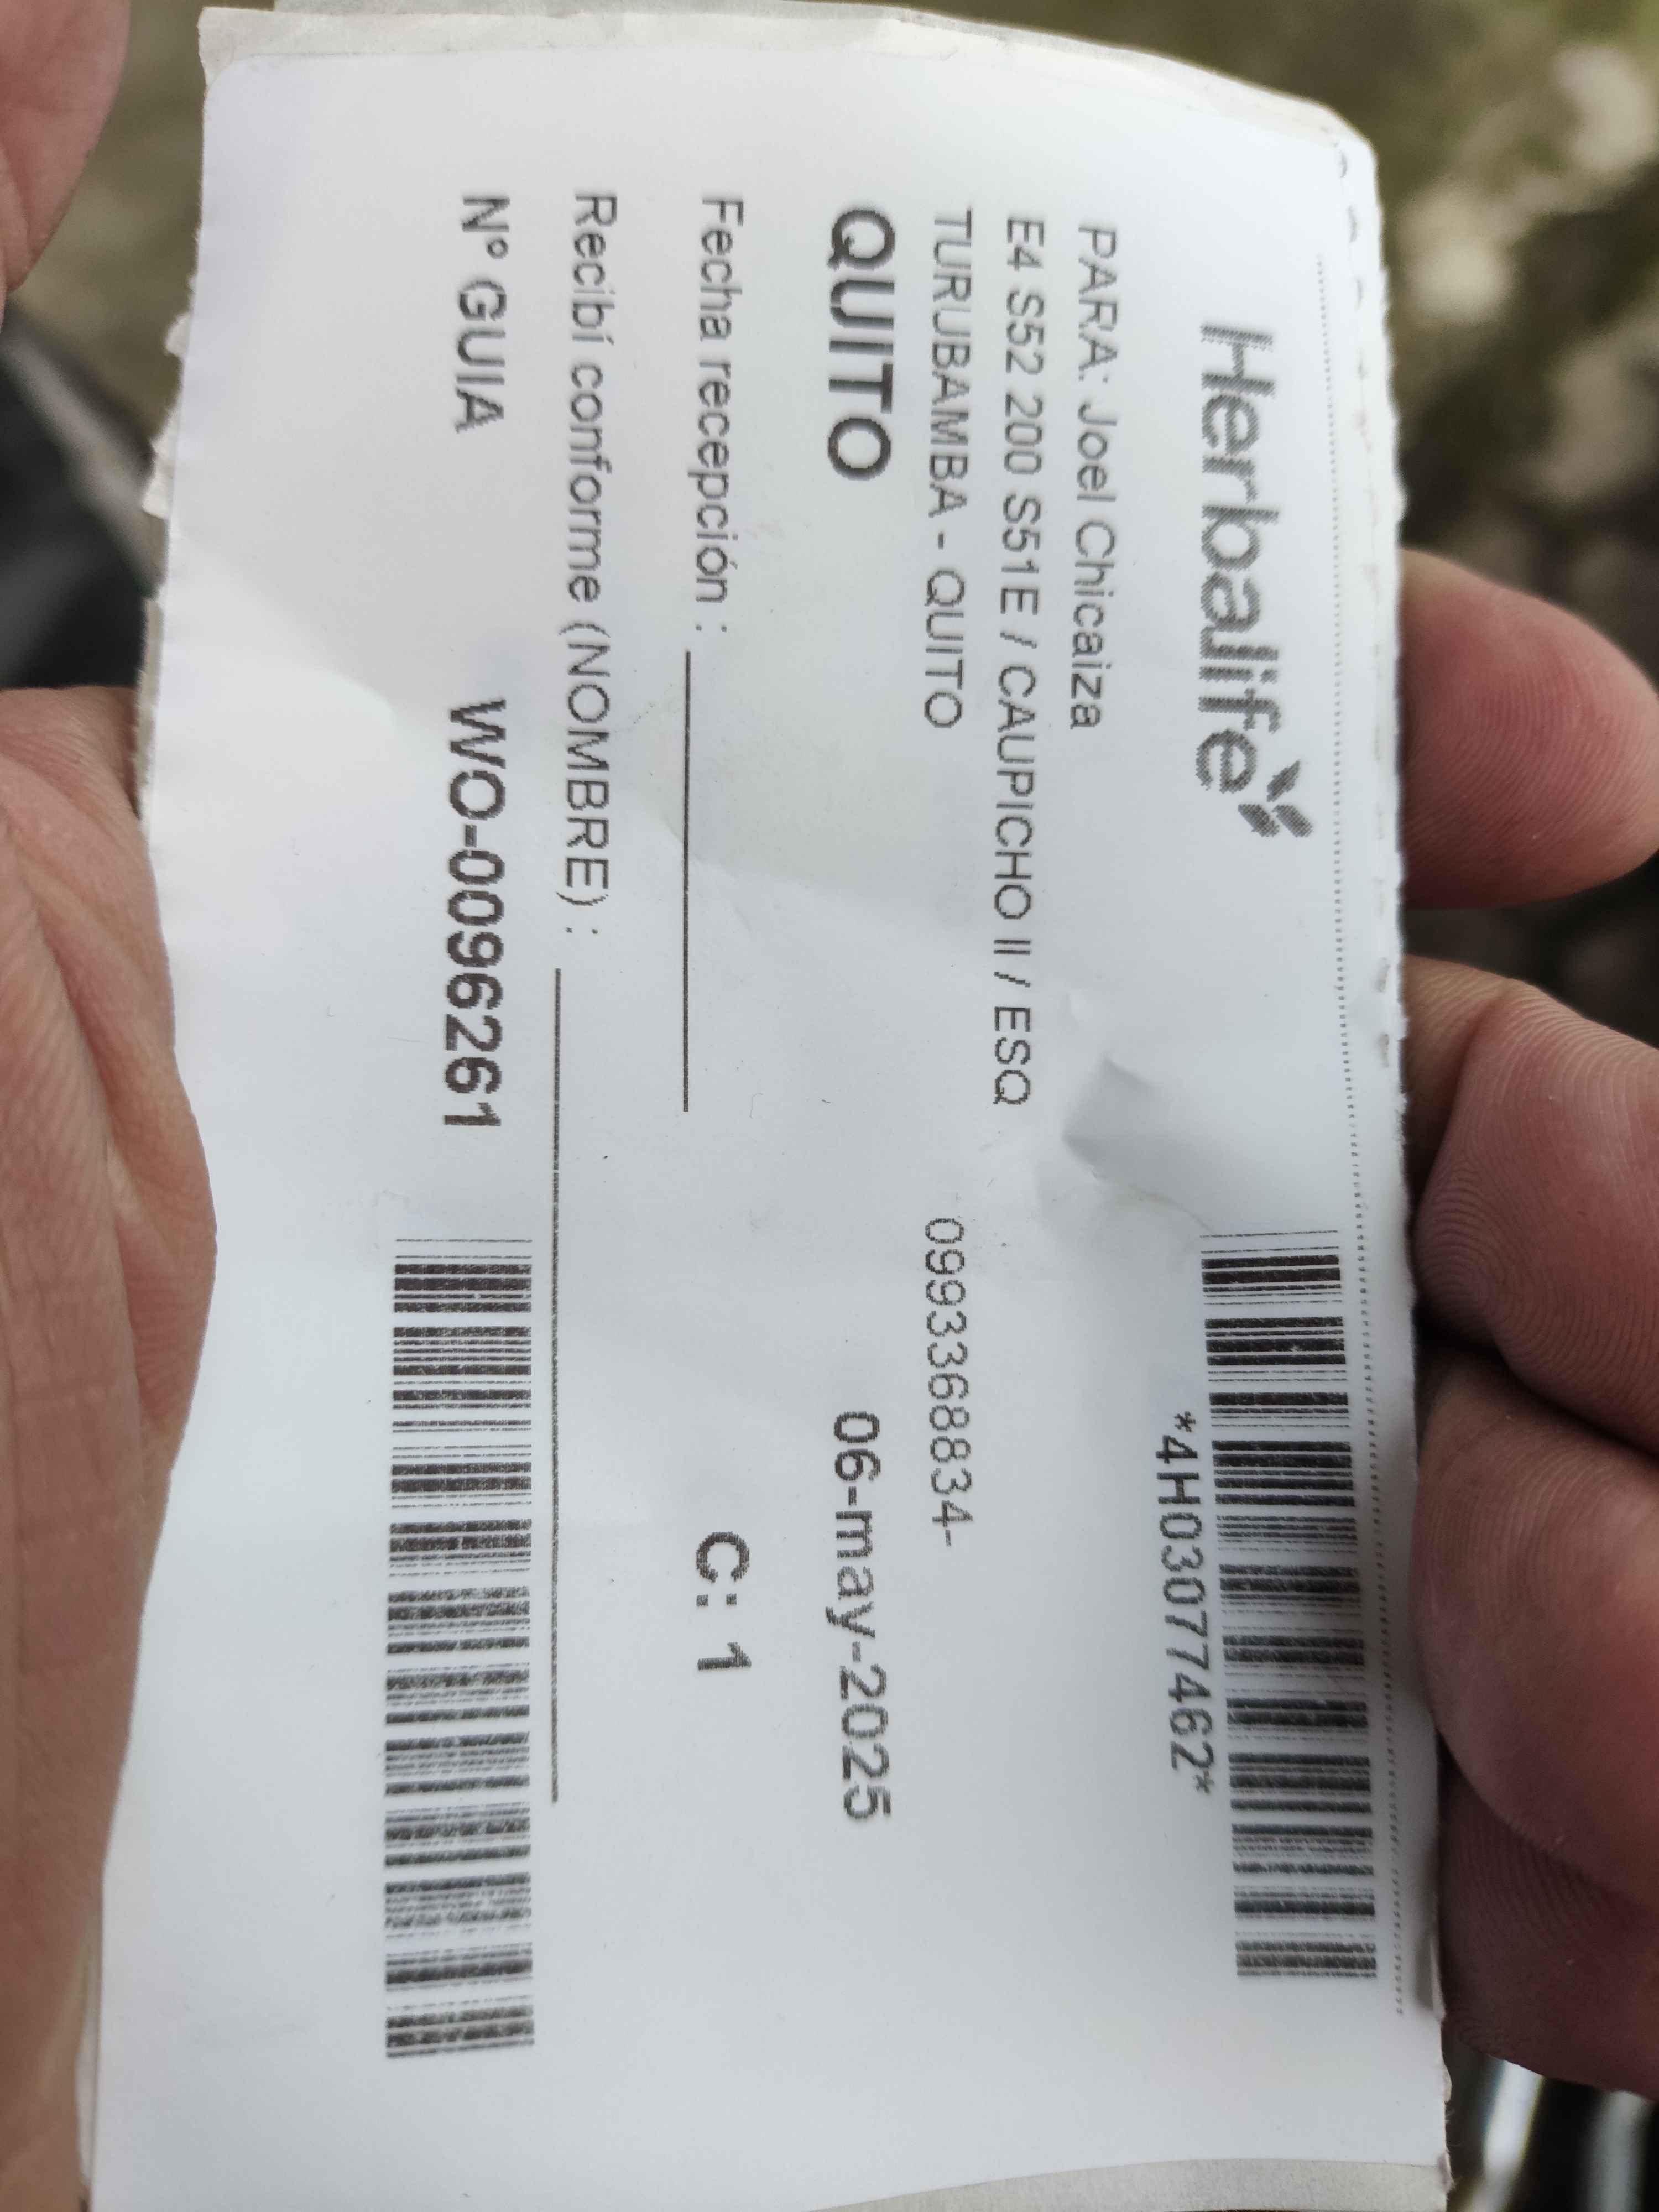 Herbalife
*4H03077462*
PARA: Joel Chicaiza
E4 S52 200 S51E / CAUPICHO II / ESQ
TURUBAMBA - QUITO 0993368834-
QUITO 06-may-2025
Fecha recepción : C: 1
Recibí conforme (NOMBRE) :
Nº GUIA WO-0096261